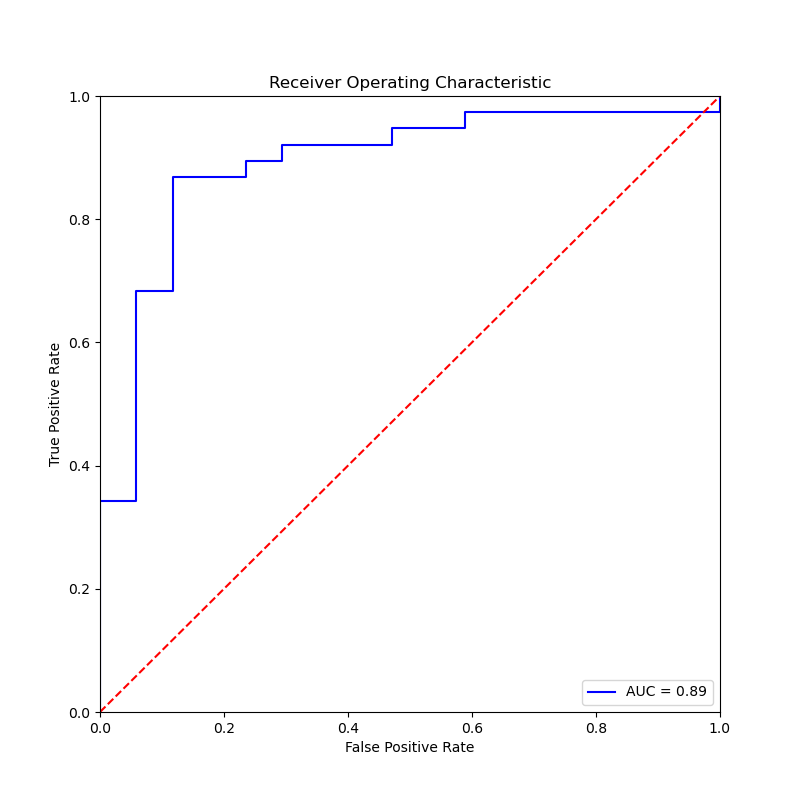 Receiver Operating Characteristic
1.0
0.8
0.6
0.4
0.2
0.0
True Positive Rate
AUC = 0.89
0.0 0.2 0.4 0.6 0.8 1.0
False Positive Rate